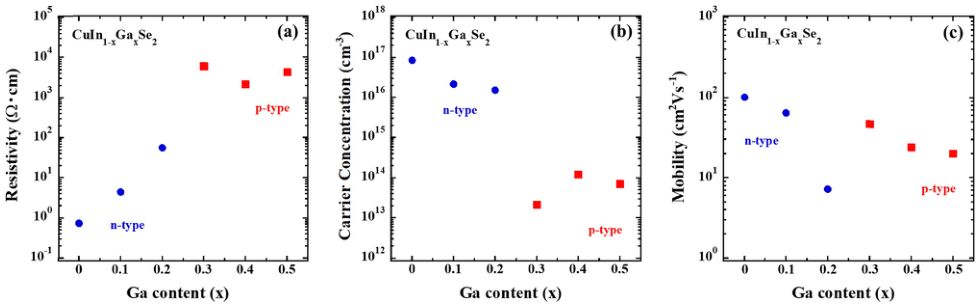 (a)
CuIn1-xGaxSe2
10^5
10^4
10^3
10^2
10^1
10^0
10^-1
Resistivity (Ω·cm)
p-type
n-type
0 0.1 0.2 0.3 0.4 0.5
Ga content (x)
(b)
CuIn1-xGaxSe2
10^18
10^17
10^16
10^15
10^14
10^13
10^12
Carrier Concentration (cm^-3)
n-type
p-type
0 0.1 0.2 0.3 0.4 0.5
Ga content (x)
(c)
CuIn1-xGaxSe2
10^3
10^2
10^1
10^0
Mobility (cm^2Vs^-1)
n-type
p-type
0 0.1 0.2 0.3 0.4 0.5
Ga content (x)